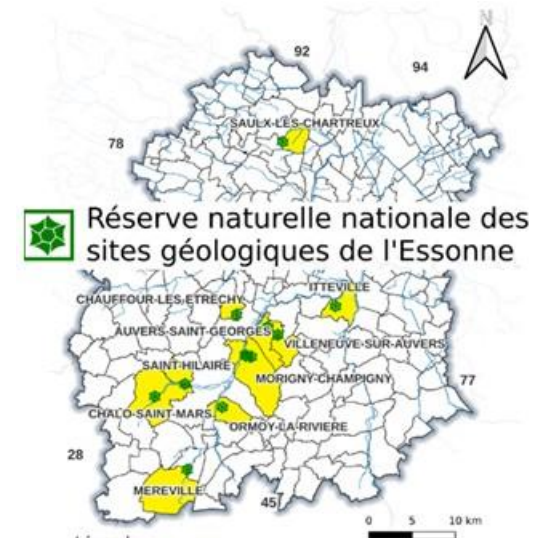 N
92
94
SAULX-LES-CHARTREUX
78
Réserve naturelle nationale des
sites géologiques de l'Essonne
ITTEVILLE
CHAUFFOUR-LES-ETRECHY
AUVERS-SAINT-GEORGES
VILLENEUVE-SUR-AUVERS
SAINT-HILAIRE
MORIGNY-CHAMPIGNY
77
CHALO-SAINT-MARS
ORMOY-LA-RIVIERE
28
MEREVILLE
45
0 5 10 km